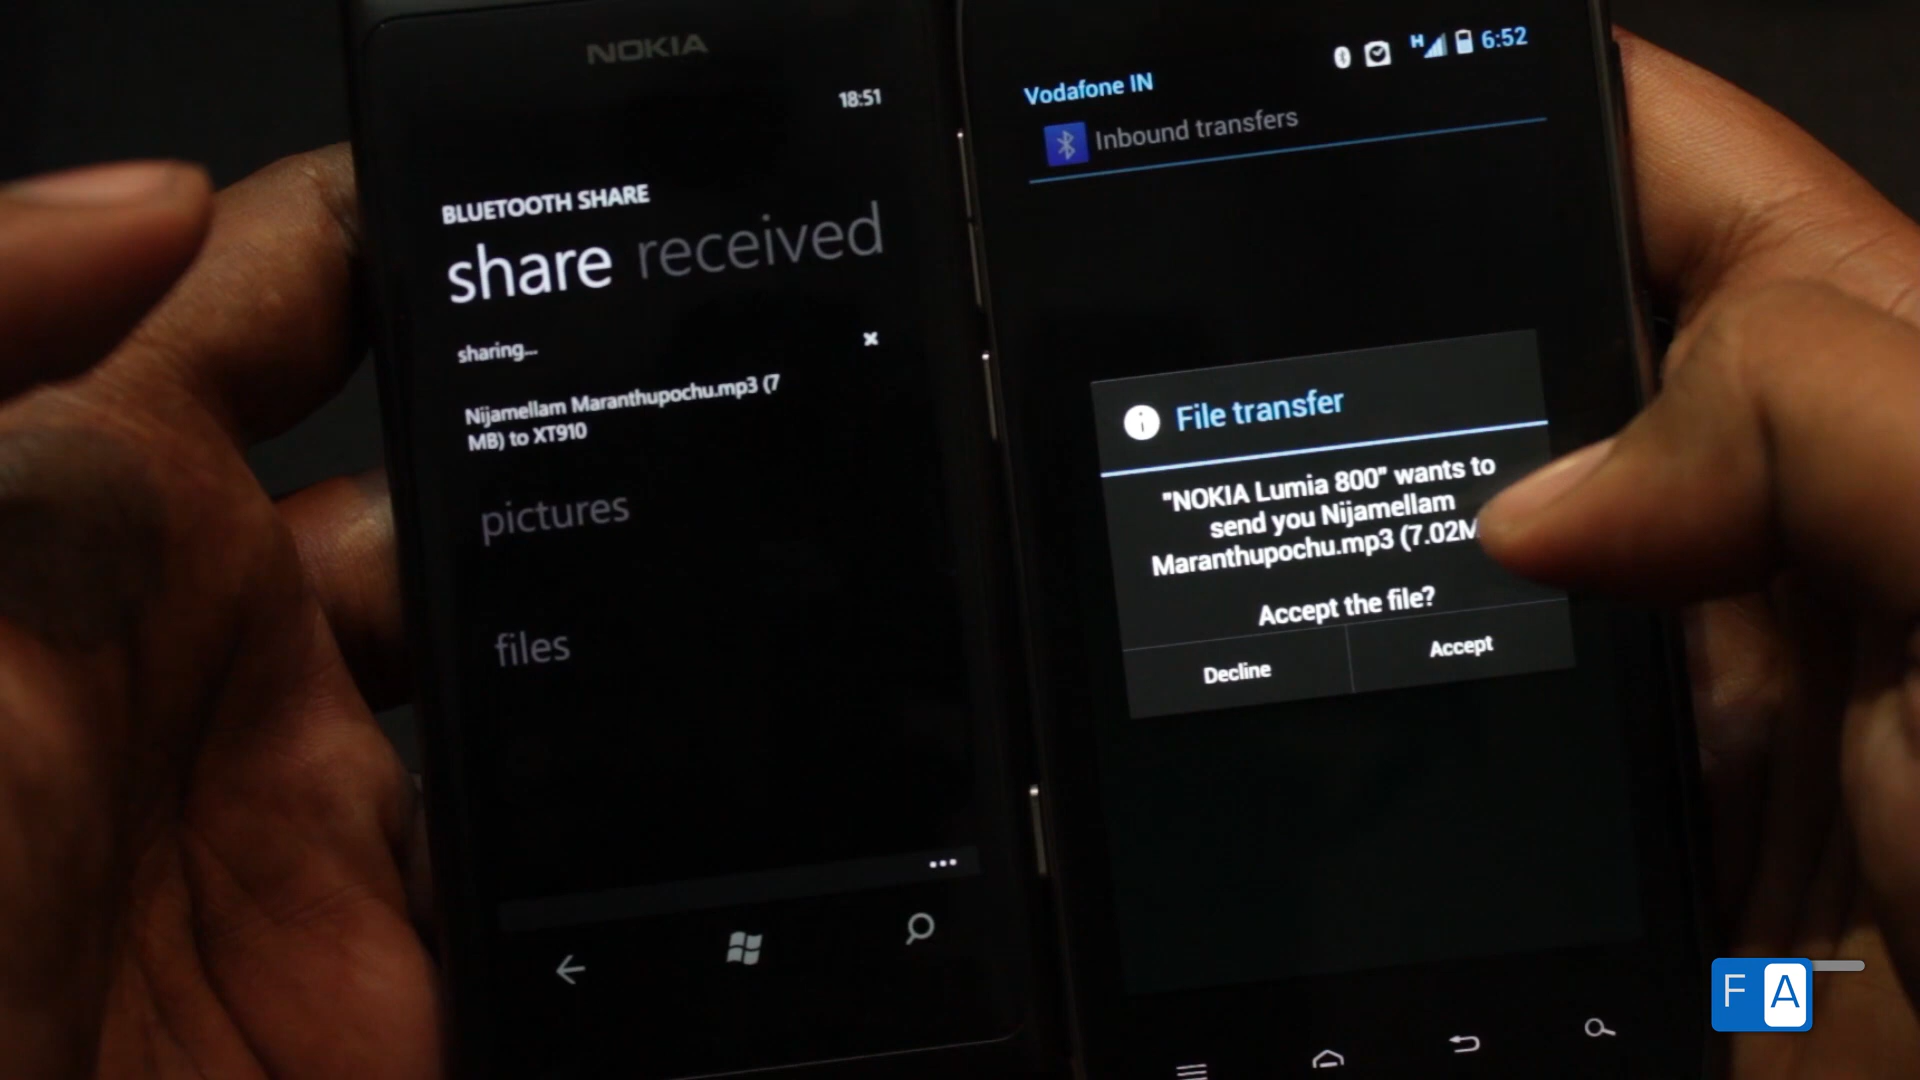 NOKIA
18:51
BLUETOOTH SHARE
share received
sharing...
Nijamellam Maranthupochu.mp3 (7
MB) to XT910
pictures
files
H 6:52
Vodafone IN
Inbound transfers
File transfer
"NOKIA Lumia 800" wants to
send you Nijamellam
Maranthupochu.mp3 (7.02M
Accept the file?
Decline Accept
F A